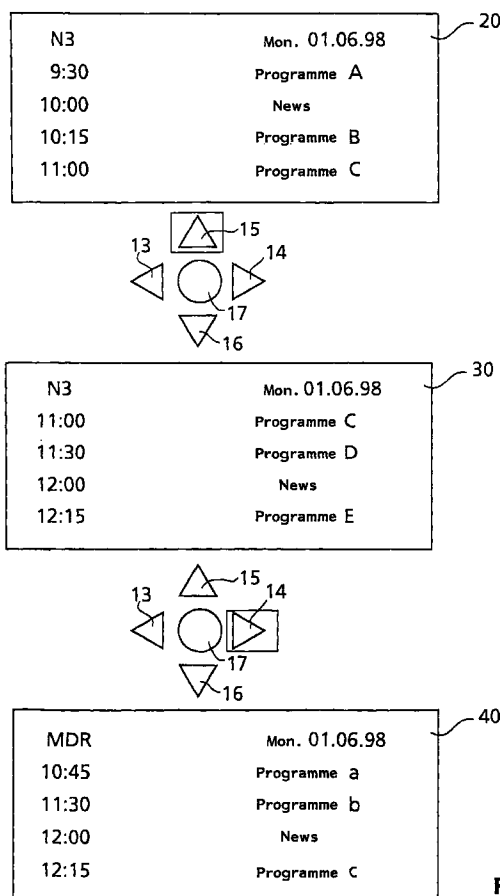 20
N3 Mon. 01.06.98
9:30 Programme A
10:00 News
10:15 Programme B
11:00 Programme C
15
13 14
17
16
30
N3 Mon. 01.06.98
11:00 Programme C
11:30 Programme D
12:00 News
12:15 Programme E
15
13 14
17
16
40
MDR Mon. 01.06.98
10:45 Programme a
11:30 Programme b
12:00 News
12:15 Programme c